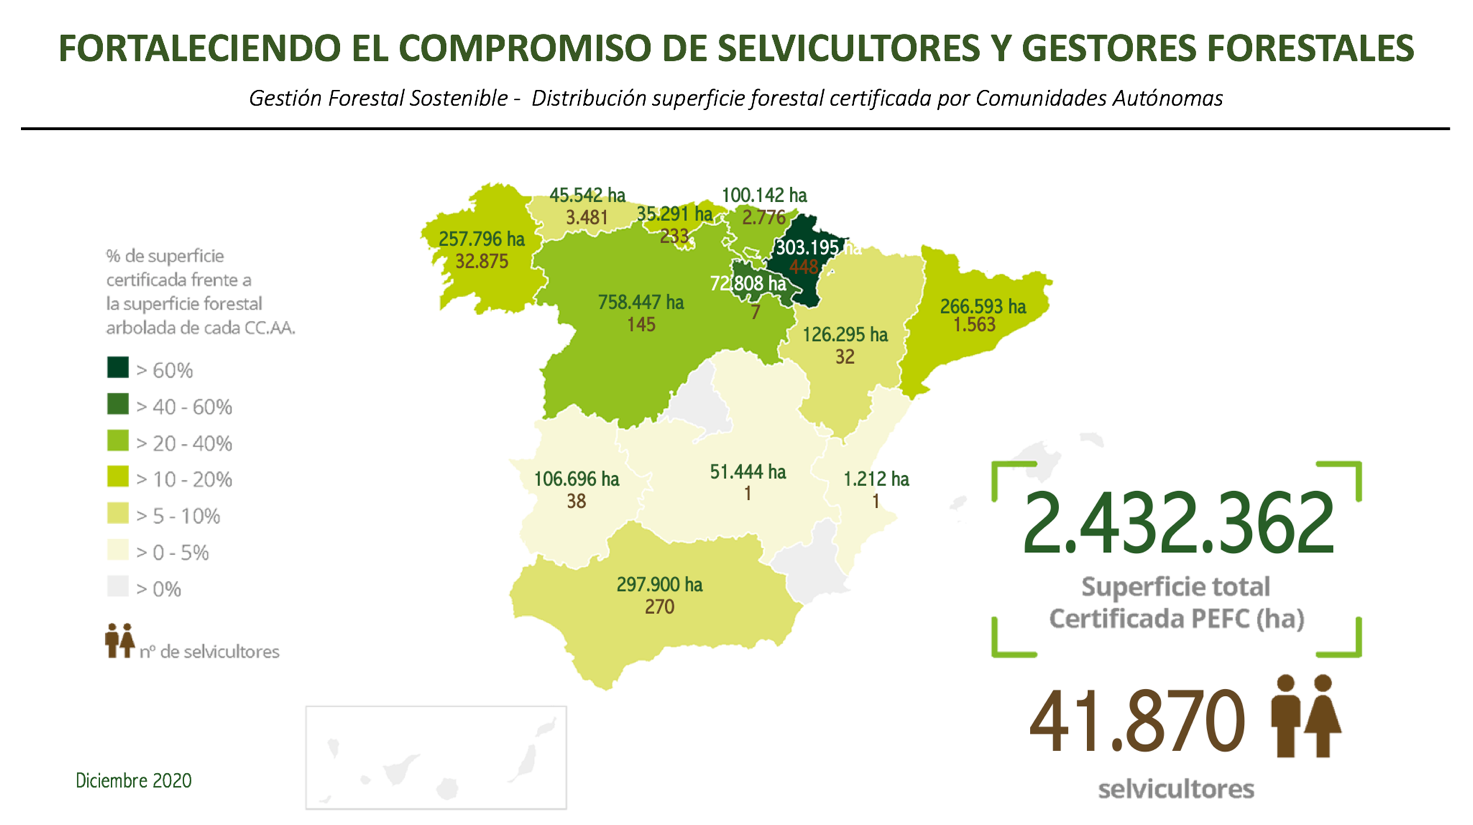 FORTALECIENDO EL COMPROMISO DE SELVICULTORES Y GESTORES FORESTALES
Gestión Forestal Sostenible - Distribución superficie forestal certificada por Comunidades Autónomas
% de superficie
certificada frente a
la superficie forestal
arbolada de cada CC.AA.
> 60%
> 40 - 60%
> 20 - 40%
> 10 - 20%
> 5 - 10%
> 0 - 5%
> 0%
nº de selvicultores
257.796 ha
32.875
45.542 ha
3.481
35.291 ha
233
100.142 ha
2.776
303.195 ha
448
72.808 ha
7
758.447 ha
145
126.295 ha
32
266.593 ha
1.563
106.696 ha
38
51.444 ha
1
1.212 ha
1
297.900 ha
270
2.432.362
Superficie total
Certificada PEFC (ha)
41.870
selvicultores
Diciembre 2020